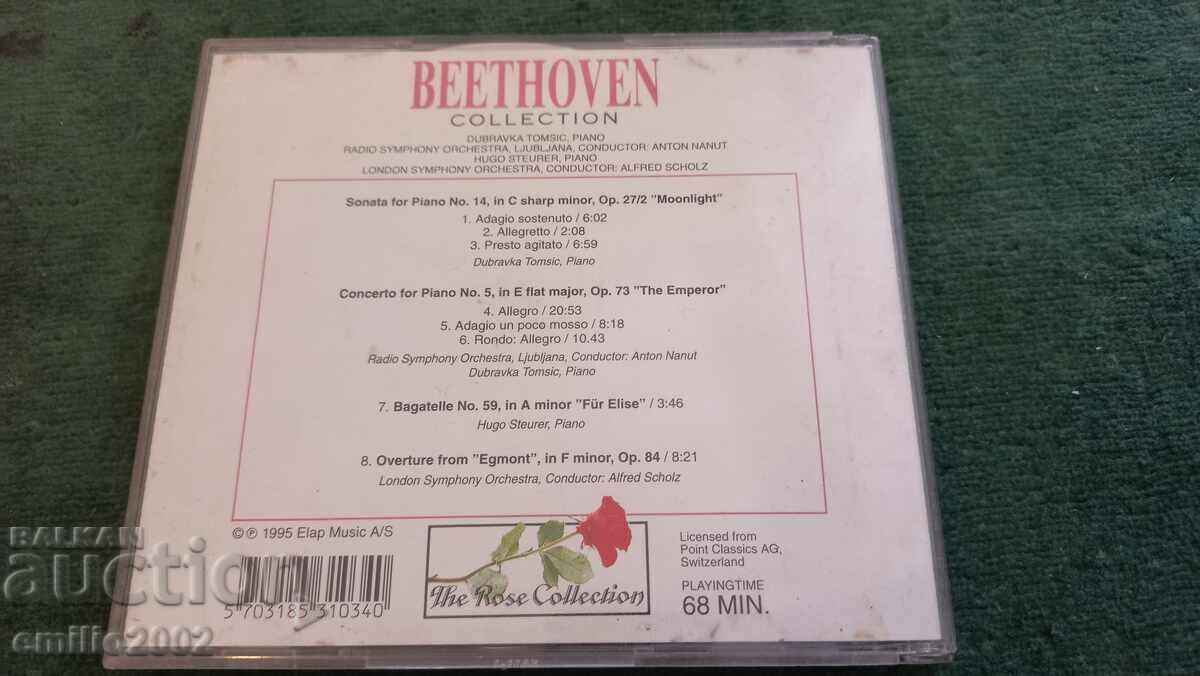 BEETHOVEN
COLLECTION
DUBRAVKA TOMSIC, PIANO
RADIO SYMPHONY ORCHESTRA, LJUBLJANA, CONDUCTOR: ANTON NANUT
HUGO STEURER, PIANO
LONDON SYMPHONY ORCHESTRA, CONDUCTOR: ALFRED SCHOLZ
Sonata for Piano No. 14, in C sharp minor, Op. 27/2 "Moonlight"
1. Adagio sostenuto / 6:02
2. Allegretto / 2:08
3. Presto agitato / 6:59
Dubravka Tomsic, Piano
Concerto for Piano No. 5, in E flat major, Op. 73 "The Emperor"
4. Allegro / 20:53
5. Adagio un poco mosso / 8:18
6. Rondo: Allegro / 10.43
Radio Symphony Orchestra, Ljubljana, Conductor: Anton Nanut
Dubravka Tomsic, Piano
7. Bagatelle No. 59, in A minor "Für Elise" / 3:46
Hugo Steurer, Piano
8. Overture from "Egmont", in F minor, Op. 84 / 8:21
London Symphony Orchestra, Conductor: Alfred Scholz
© ℗ 1995 Elap Music A/S
5 703185 310340
The Rose Collection
Licensed from
Point Classics AG,
Switzerland
PLAYINGTIME
68 MIN.
BALKAN
auction
emilio2002